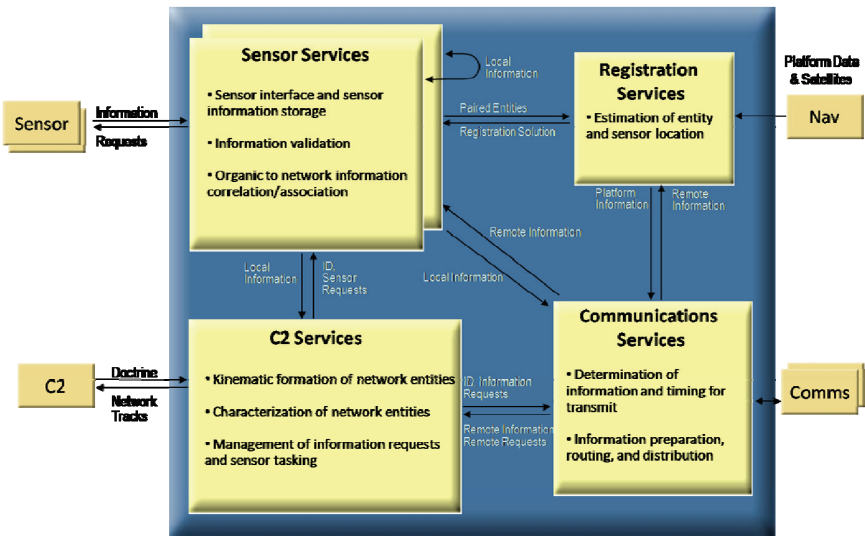 Sensor Services
• Sensor interface and sensor
information storage
• Information validation
• Organic to network information
correlation/association
Local
Information
Registration
Services
• Estimation of entity
and sensor location
Platform Data
& Satellites
Nav
Sensor
Information
Requests
Paired Entities
Registration Solution
Platform
Information
Remote
Information
Remote Information
Local Information
Local
Information
ID,
Sensor
Requests
C2 Services
• Kinematic formation of network entities
• Characterization of network entities
• Management of information requests
and sensor tasking
C2
Doctrine
Network
Tracks
ID, Information
Requests
Remote Information
Remote Requests
Communications
Services
• Determination of
information and timing for
transmit
• Information preparation,
routing, and distribution
Comms